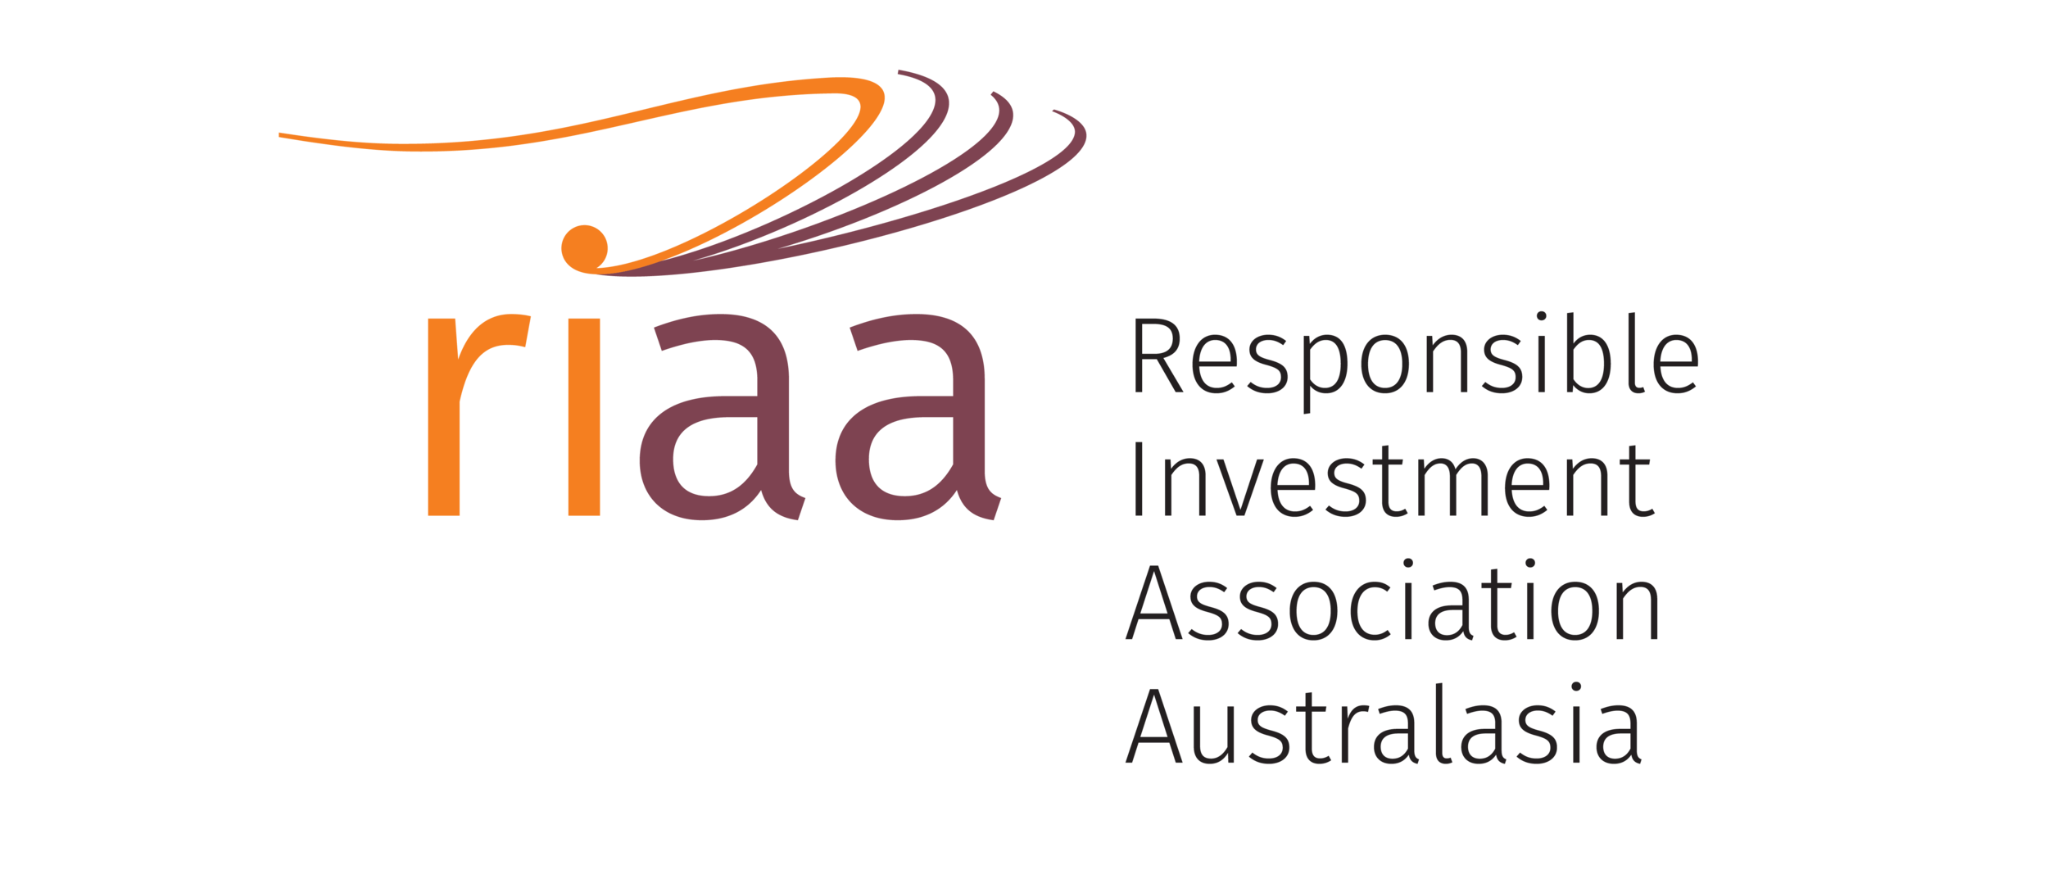 riaa
Responsible
Investment
Association
Australasia